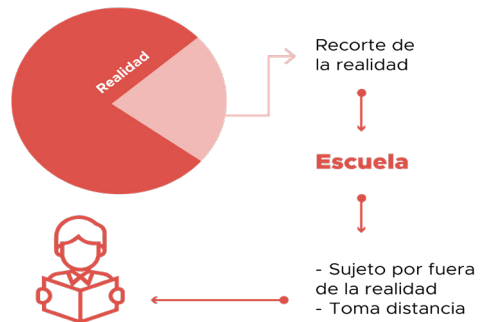 Realidad
Recorte de
la realidad
Escuela
- Sujeto por fuera
de la realidad
- Toma distancia